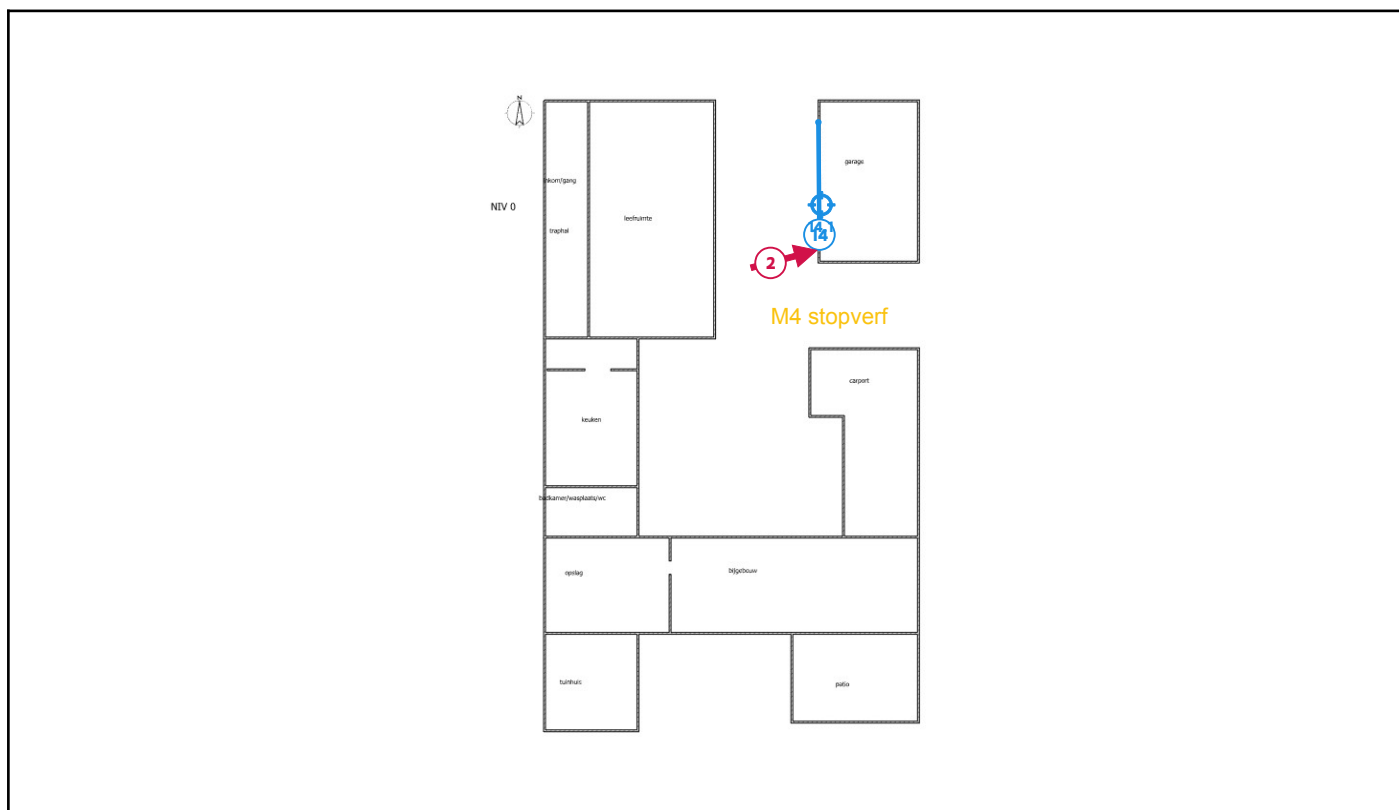 N
garage
inkom/gang
NIV 0
leefruimte
traphal
14
2
M4 stopverf
carport
keuken
badkamer/wasplaats/wc
opslag
bijgebouw
tuinhuis
patio